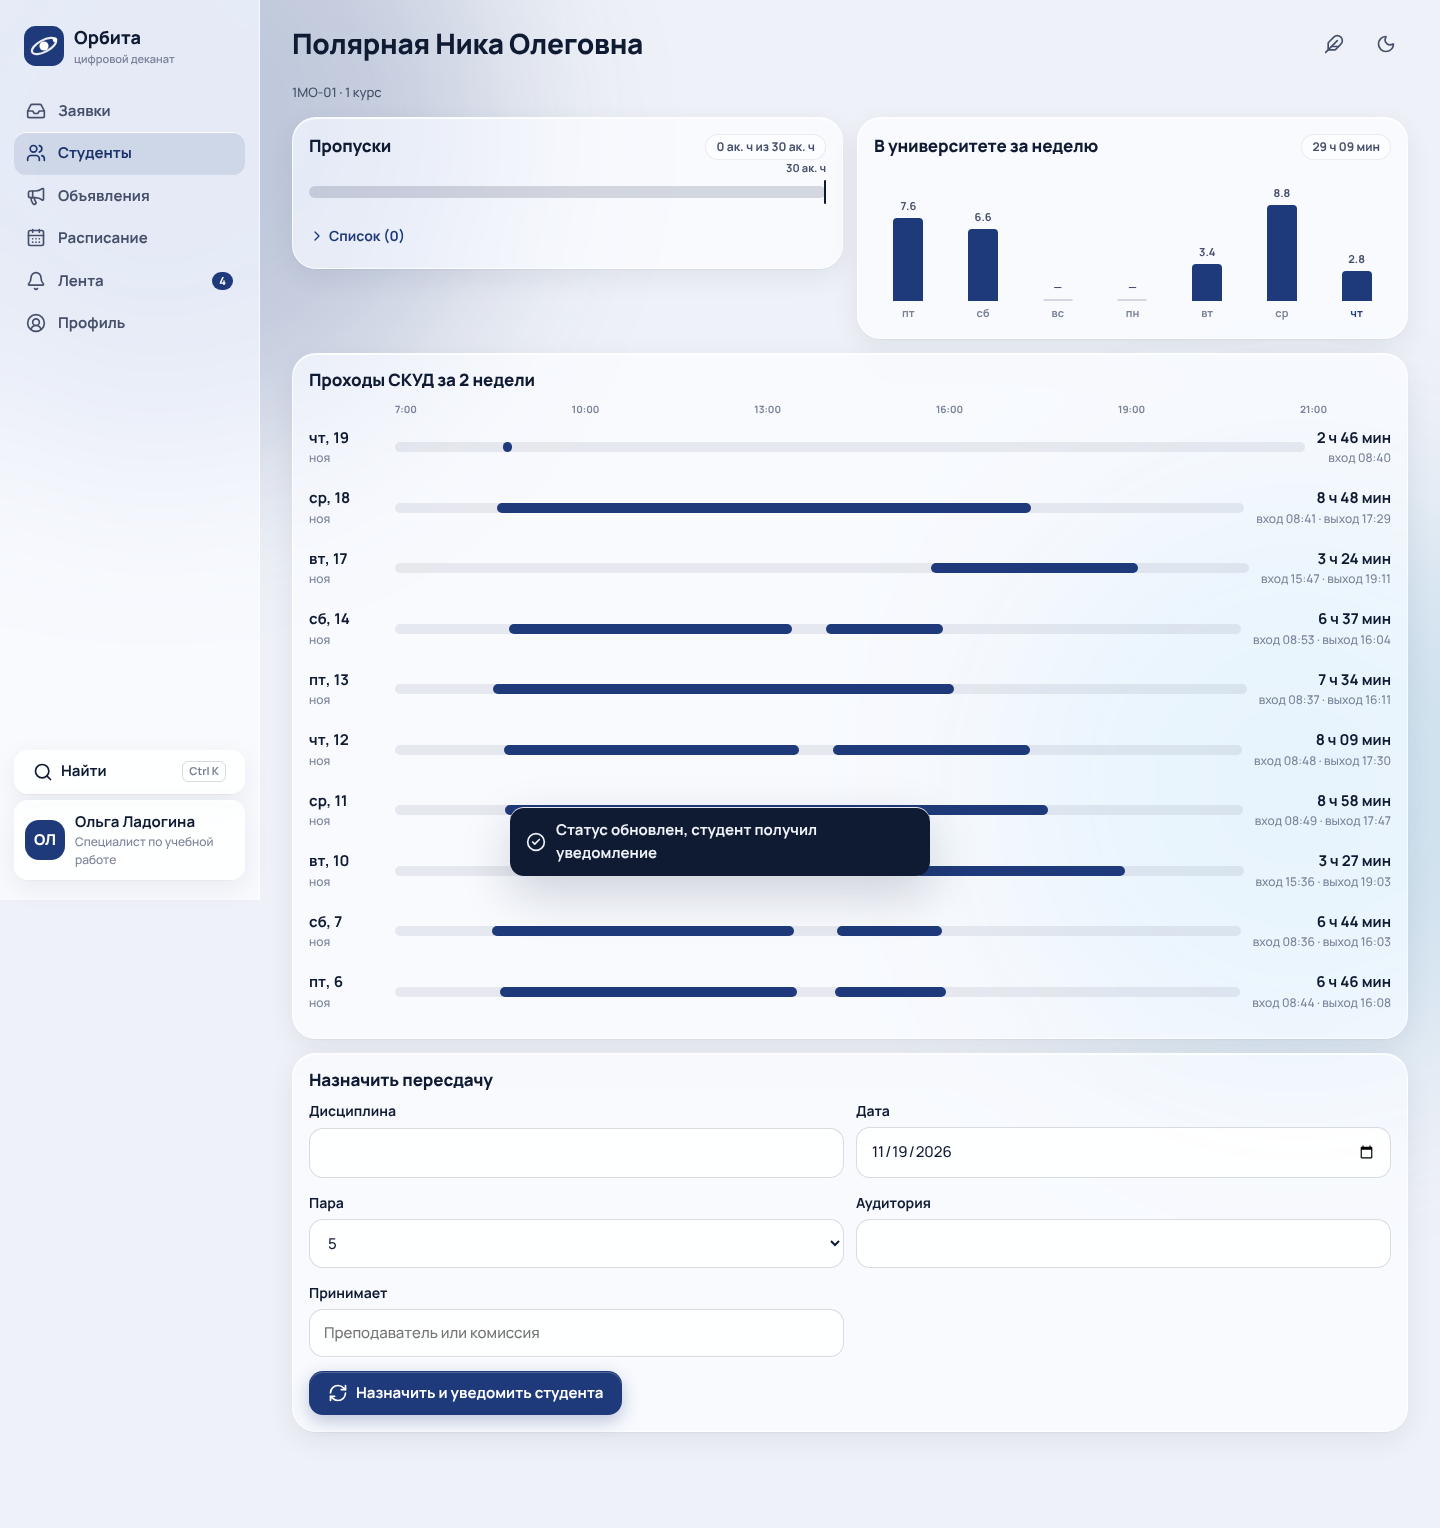 Орбита
цифровой деканат
Заявки
Студенты
Объявления
Расписание
Лента
4
Профиль
Найти
Ctrl K
ОЛ
Ольга Ладогина
Специалист по учебной
работе
Полярная Ника Олеговна
1МО-01 · 1 курс
Пропуски
0 ак. ч из 30 ак. ч
30 ак. ч
Список (0)
В университете за неделю
29 ч 09 мин
7.6
6.6
–
–
3.4
8.8
2.8
пт
сб
вс
пн
вт
ср
чт
Проходы СКУД за 2 недели
7:00 10:00 13:00 16:00 19:00 21:00
чт, 19
ноя
2 ч 46 мин
вход 08:40
ср, 18
ноя
8 ч 48 мин
вход 08:41 · выход 17:29
вт, 17
ноя
3 ч 24 мин
вход 15:47 · выход 19:11
сб, 14
ноя
6 ч 37 мин
вход 08:53 · выход 16:04
пт, 13
ноя
7 ч 34 мин
вход 08:37 · выход 16:11
чт, 12
ноя
8 ч 09 мин
вход 08:48 · выход 17:30
ср, 11
ноя
8 ч 58 мин
вход 08:49 · выход 17:47
Статус обновлен, студент получил
уведомление
вт, 10
ноя
3 ч 27 мин
вход 15:36 · выход 19:03
сб, 7
ноя
6 ч 44 мин
вход 08:36 · выход 16:03
пт, 6
ноя
6 ч 46 мин
вход 08:44 · выход 16:08
Назначить пересдачу
Дисциплина
Дата
11/19/2026
Пара
5
Аудитория
Принимает
Преподаватель или комиссия
Назначить и уведомить студента